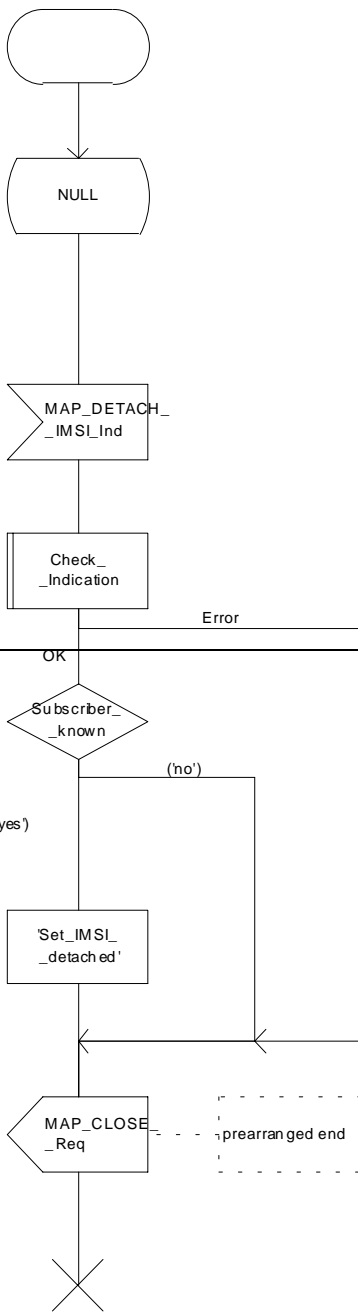 NULL
MAP_DETACH_
_IMSI_Ind
Check_
_Indication
Error
OK
Subscriber_
_known
('no')
yes')
'Set_IMSI_
_detached'
MAP_CLOSE_
_Req
prearranged end